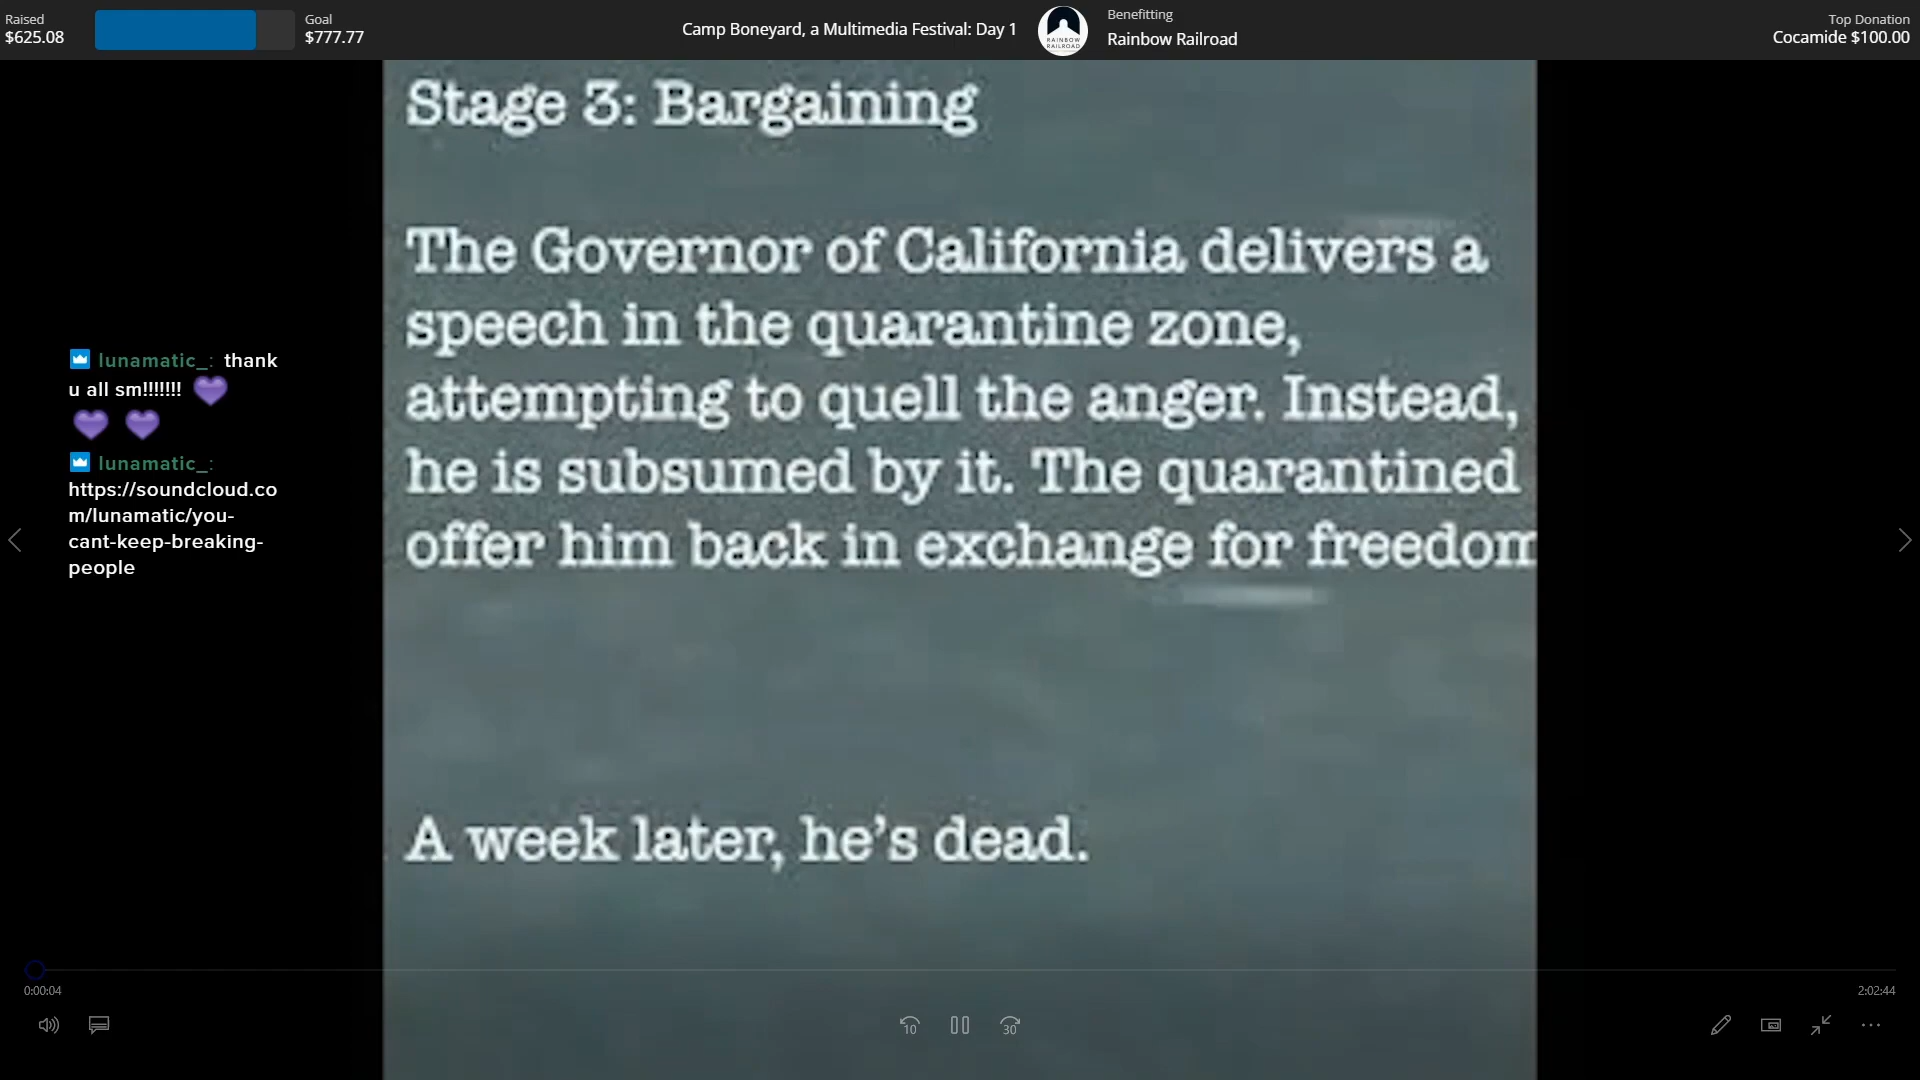 Raised
$625.08
Goal
$777.77
Camp Boneyard, a Multimedia Festival: Day 1
RAINBOW
RAILROAD
Benefitting
Rainbow Railroad
Top Donation
Cocamide $100.00
Stage 3: Bargaining
The Governor of California delivers a
speech in the quarantine zone,
attempting to quell the anger. Instead,
he is subsumed by it. The quarantined
offer him back in exchange for freedom
A week later, he's dead.
lunamatic_: thank
u all sm!!!!!!! 💜
💜 💜
lunamatic_:
https://soundcloud.co
m/lunamatic/you-
cant-keep-breaking-
people
0:00:04
2:02:44
10
30